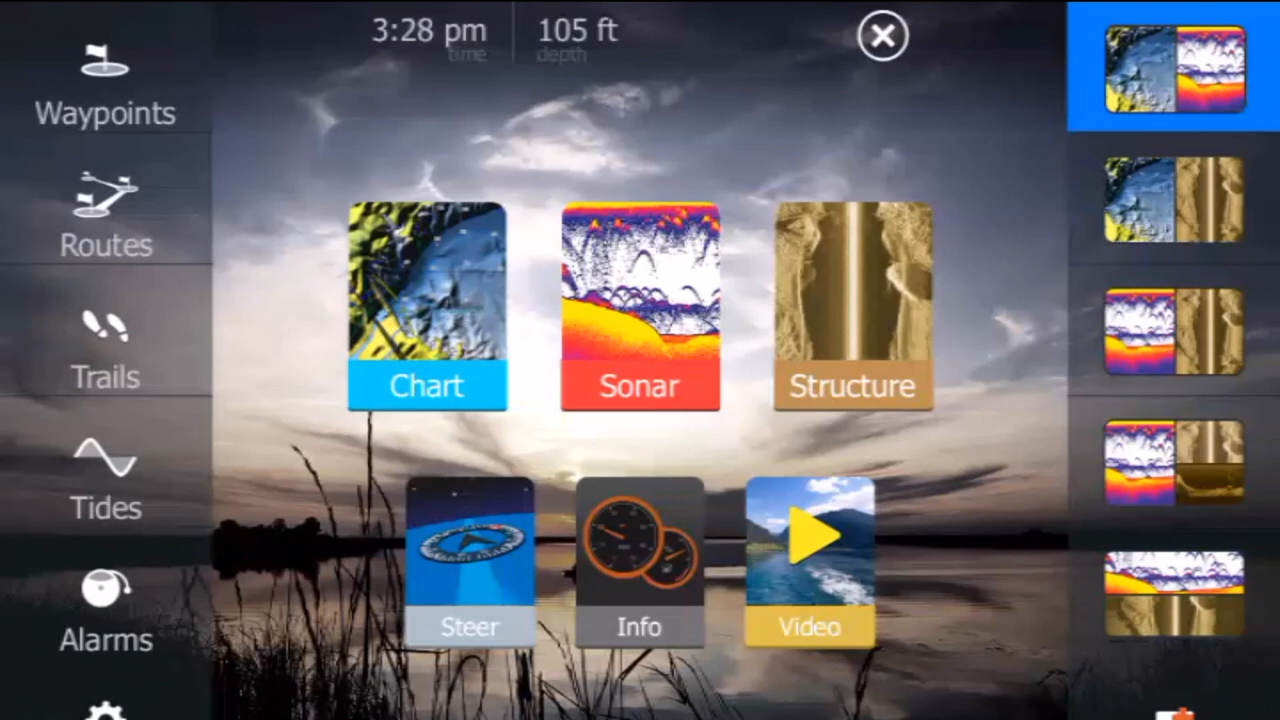 3:28 pm
time
105 ft
depth
Waypoints
Routes
Trails
Tides
Alarms
Chart
Sonar
Structure
Steer
Info
Video